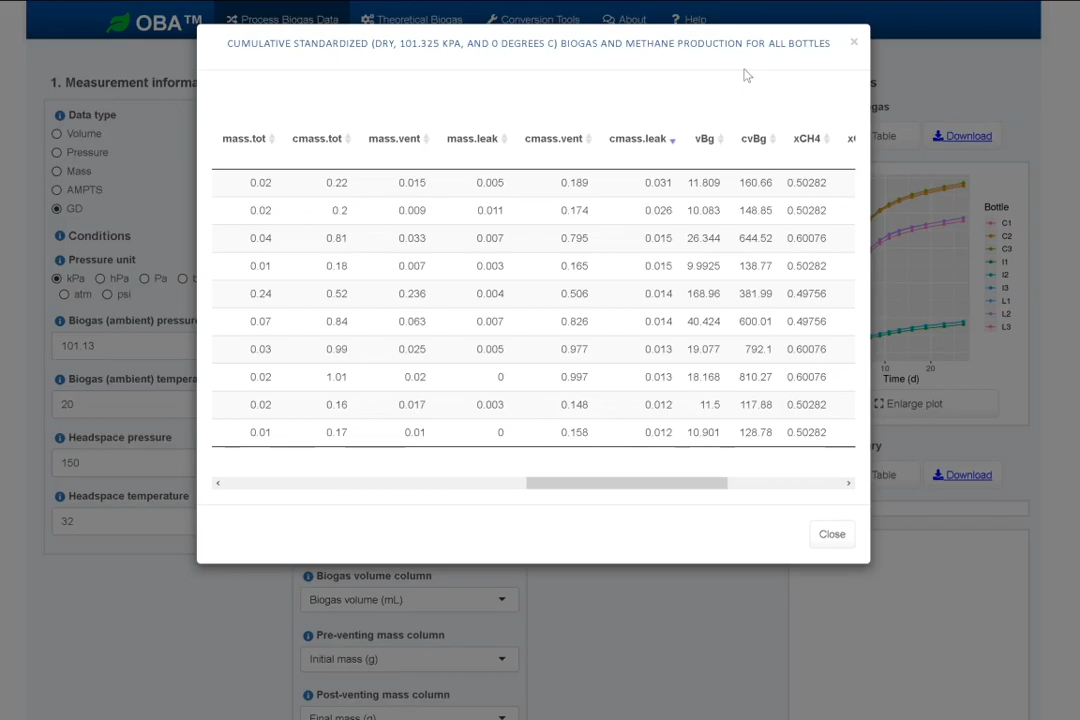 OBA™ Process Biogas Data Theoretical Biogas Conversion Tools About Help
CUMULATIVE STANDARDIZED (DRY, 101.325 KPA, AND 0 DEGREES C) BIOGAS AND METHANE PRODUCTION FOR ALL BOTTLES
×
mass.tot cmass.tot mass.vent mass.leak cmass.vent cmass.leak vBg cvBg xCH4
0.02 0.22 0.015 0.005 0.189 0.031 11.809 160.66 0.50282
0.02 0.2 0.009 0.011 0.174 0.026 10.083 148.85 0.50282
0.04 0.81 0.033 0.007 0.795 0.015 26.344 644.52 0.60076
0.01 0.18 0.007 0.003 0.165 0.015 9.9925 138.77 0.50282
0.24 0.52 0.236 0.004 0.506 0.014 168.96 381.99 0.49756
0.07 0.84 0.063 0.007 0.826 0.014 40.424 600.01 0.49756
0.03 0.99 0.025 0.005 0.977 0.013 19.077 792.1 0.60076
0.02 1.01 0.02 0 0.997 0.013 18.168 810.27 0.60076
0.02 0.16 0.017 0.003 0.148 0.012 11.5 117.88 0.50282
0.01 0.17 0.01 0 0.158 0.012 10.901 128.78 0.50282
Close
1. Measurement informa
Data type
Volume
Pressure
Mass
AMPTS
GD
Conditions
Pressure unit
kPa hPa Pa
atm psi
Biogas (ambient) pressure
101.13
Biogas (ambient) tempera
20
Headspace pressure
150
Headspace temperature
32
Biogas volume column
Biogas volume (mL)
Pre-venting mass column
Initial mass (g)
Post-venting mass column
Final mass (g)
Table Download
Bottle
C1
C2
C3
I1
I2
I3
L1
L2
L3
10 20
Time (d)
Enlarge plot
Table Download